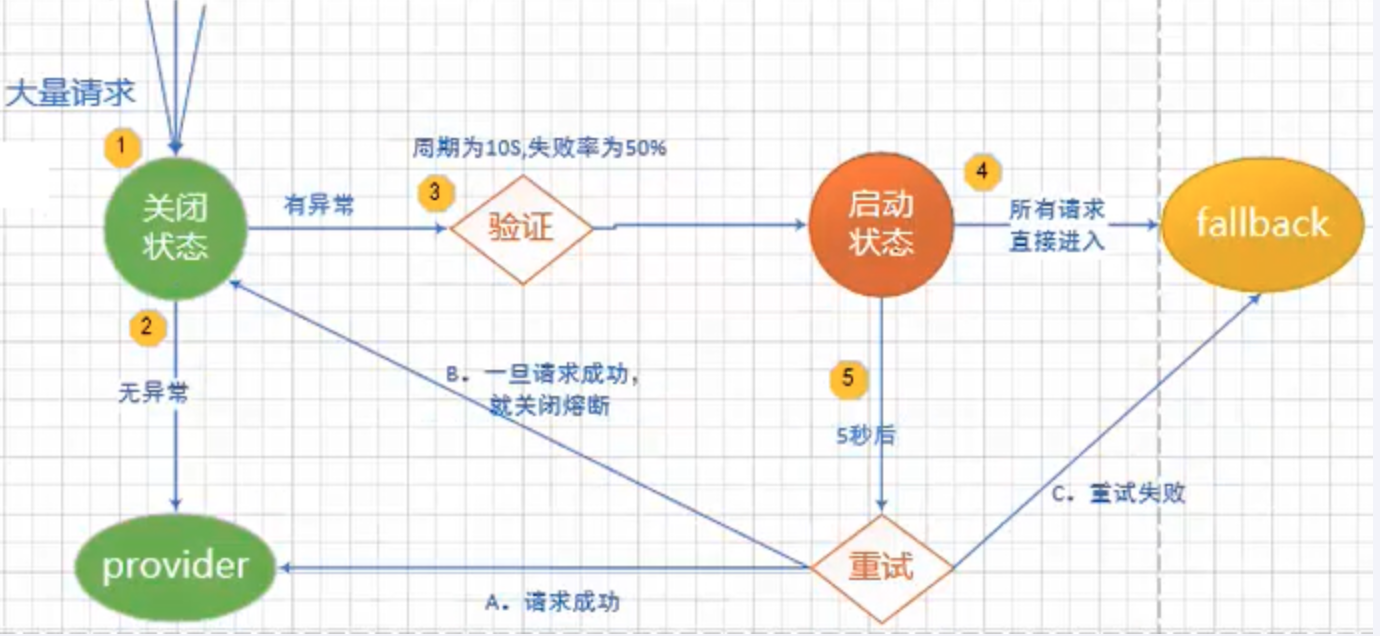 大量请求
1
关闭
状态
有异常
周期为10S,失败率为50%
3
验证
启动
状态
4
所有请求
直接进入
fallback
2
无异常
B. 一旦请求成功,
就关闭熔断
5
5秒后
C. 重试失败
provider
重试
A. 请求成功